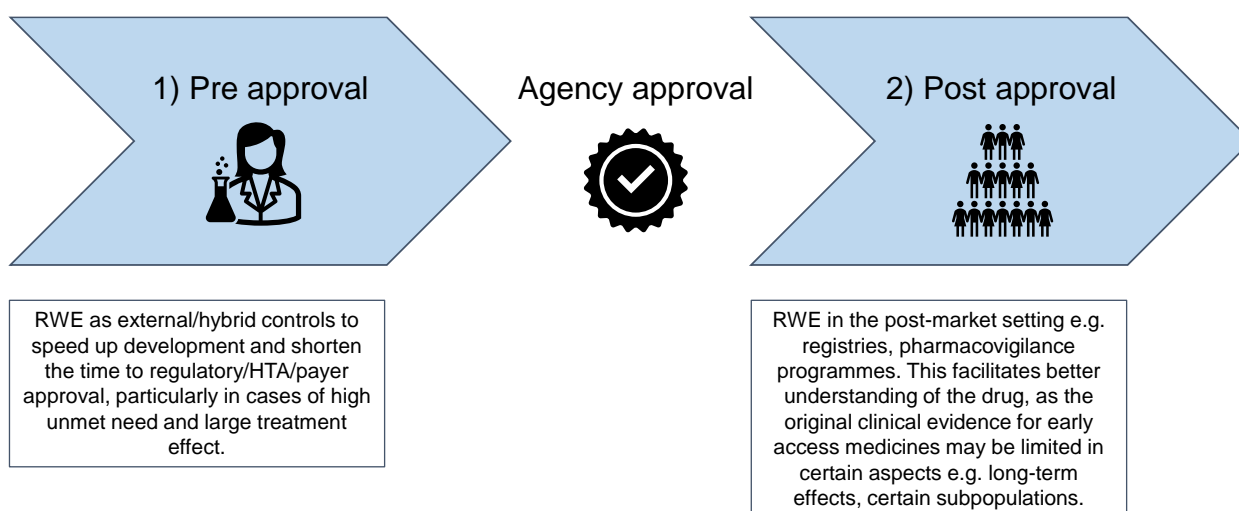 1) Pre approval
Agency approval
2) Post approval
RWE as external/hybrid controls to
speed up development and shorten
the time to regulatory/HTA/payer
approval, particularly in cases of high
unmet need and large treatment
effect.
RWE in the post-market setting e.g.
registries, pharmacovigilance
programmes. This facilitates better
understanding of the drug, as the
original clinical evidence for early
access medicines may be limited in
certain aspects e.g. long-term
effects, certain subpopulations.